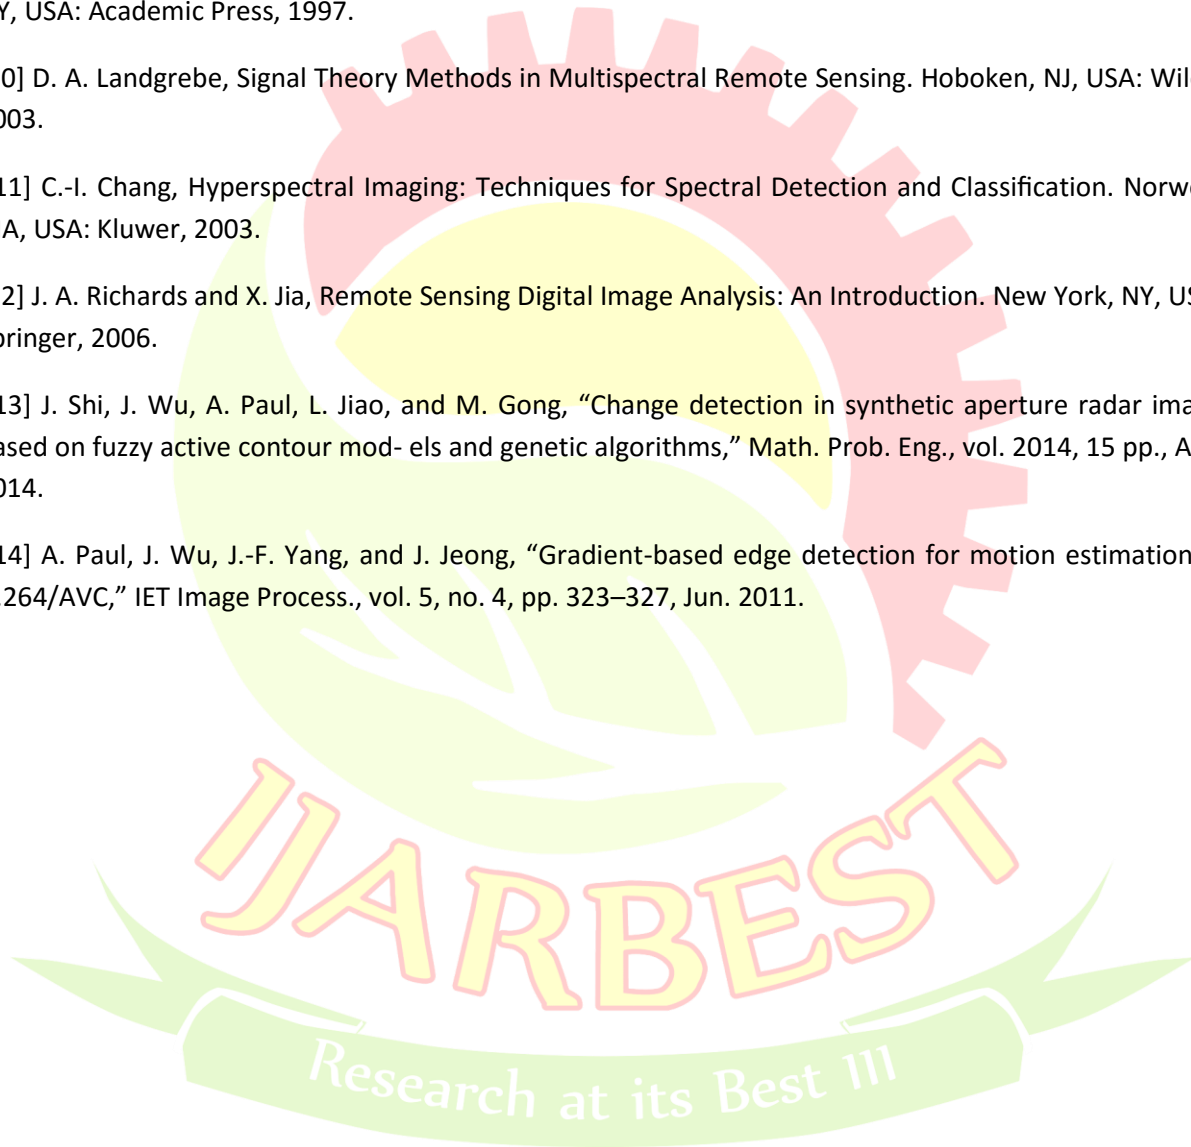 Y, USA: Academic Press, 1997.
0] D. A. Landgrebe, Signal Theory Methods in Multispectral Remote Sensing. Hoboken, NJ, USA: Wil
003.
11] C.-I. Chang, Hyperspectral Imaging: Techniques for Spectral Detection and Classification. Norw
A, USA: Kluwer, 2003.
2] J. A. Richards and X. Jia, Remote Sensing Digital Image Analysis: An Introduction. New York, NY, US
pringer, 2006.
13] J. Shi, J. Wu, A. Paul, L. Jiao, and M. Gong, “Change detection in synthetic aperture radar ima
ased on fuzzy active contour mod- els and genetic algorithms,” Math. Prob. Eng., vol. 2014, 15 pp., A
014.
14] A. Paul, J. Wu, J.-F. Yang, and J. Jeong, “Gradient-based edge detection for motion estimation
.264/AVC,” IET Image Process., vol. 5, no. 4, pp. 323–327, Jun. 2011.
IJARBEST
Research at its Best !!!